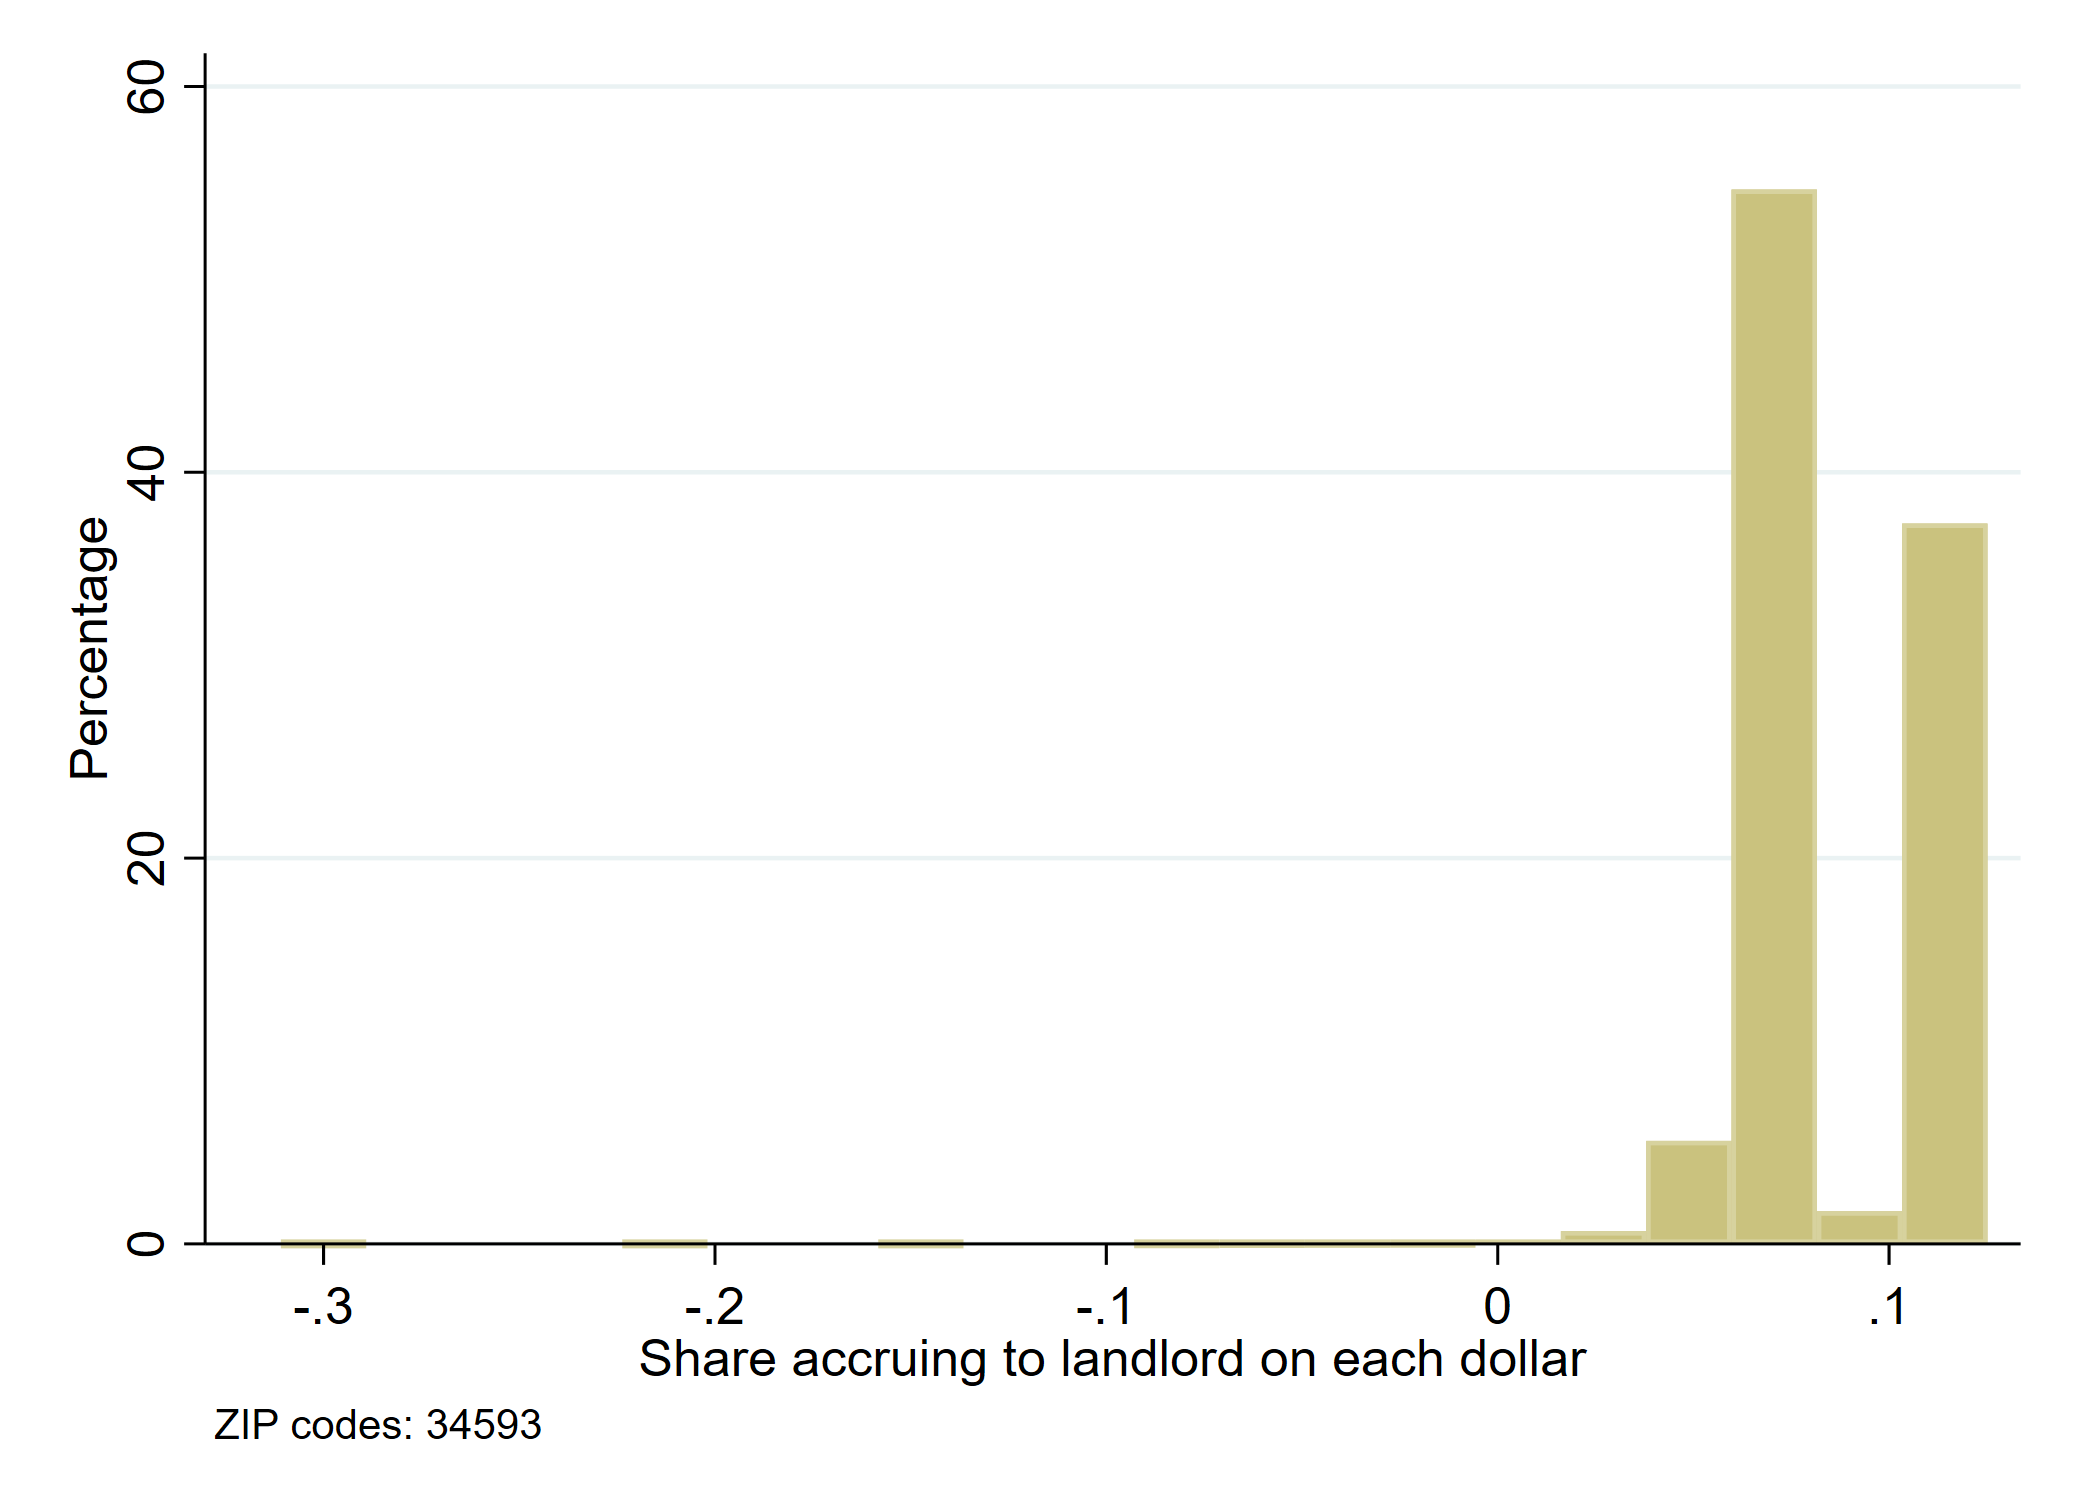 Percentage
60
40
20
0
-.3 -.2 -.1 0 .1
Share accruing to landlord on each dollar
ZIP codes: 34593